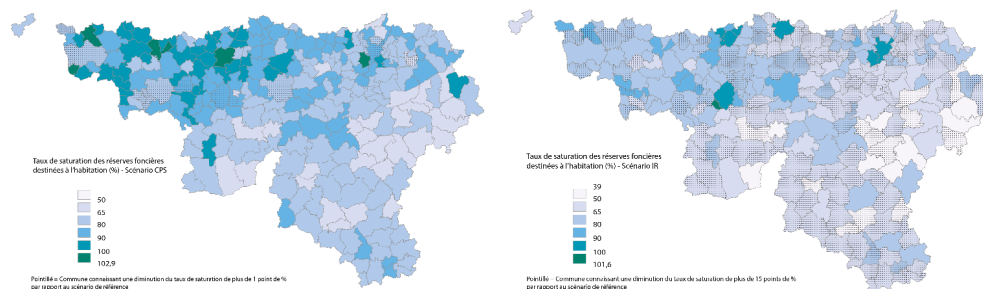 Taux de saturation des réserves foncières
destinées à l'habitation (%) - Scénario CPS
50
65
80
90
100
102,9
Pointillé = Commune connaissant une diminution du taux de saturation de plus de 1 point de %
par rapport au scénario de référence
Taux de saturation des réserves foncières
destinées à l'habitation (%) - Scénario IR
39
50
65
80
90
100
101,6
Pointillé - Commune connaissant une diminution du taux de saturation de plus de 15 points de %
par rapport au scénario de référence